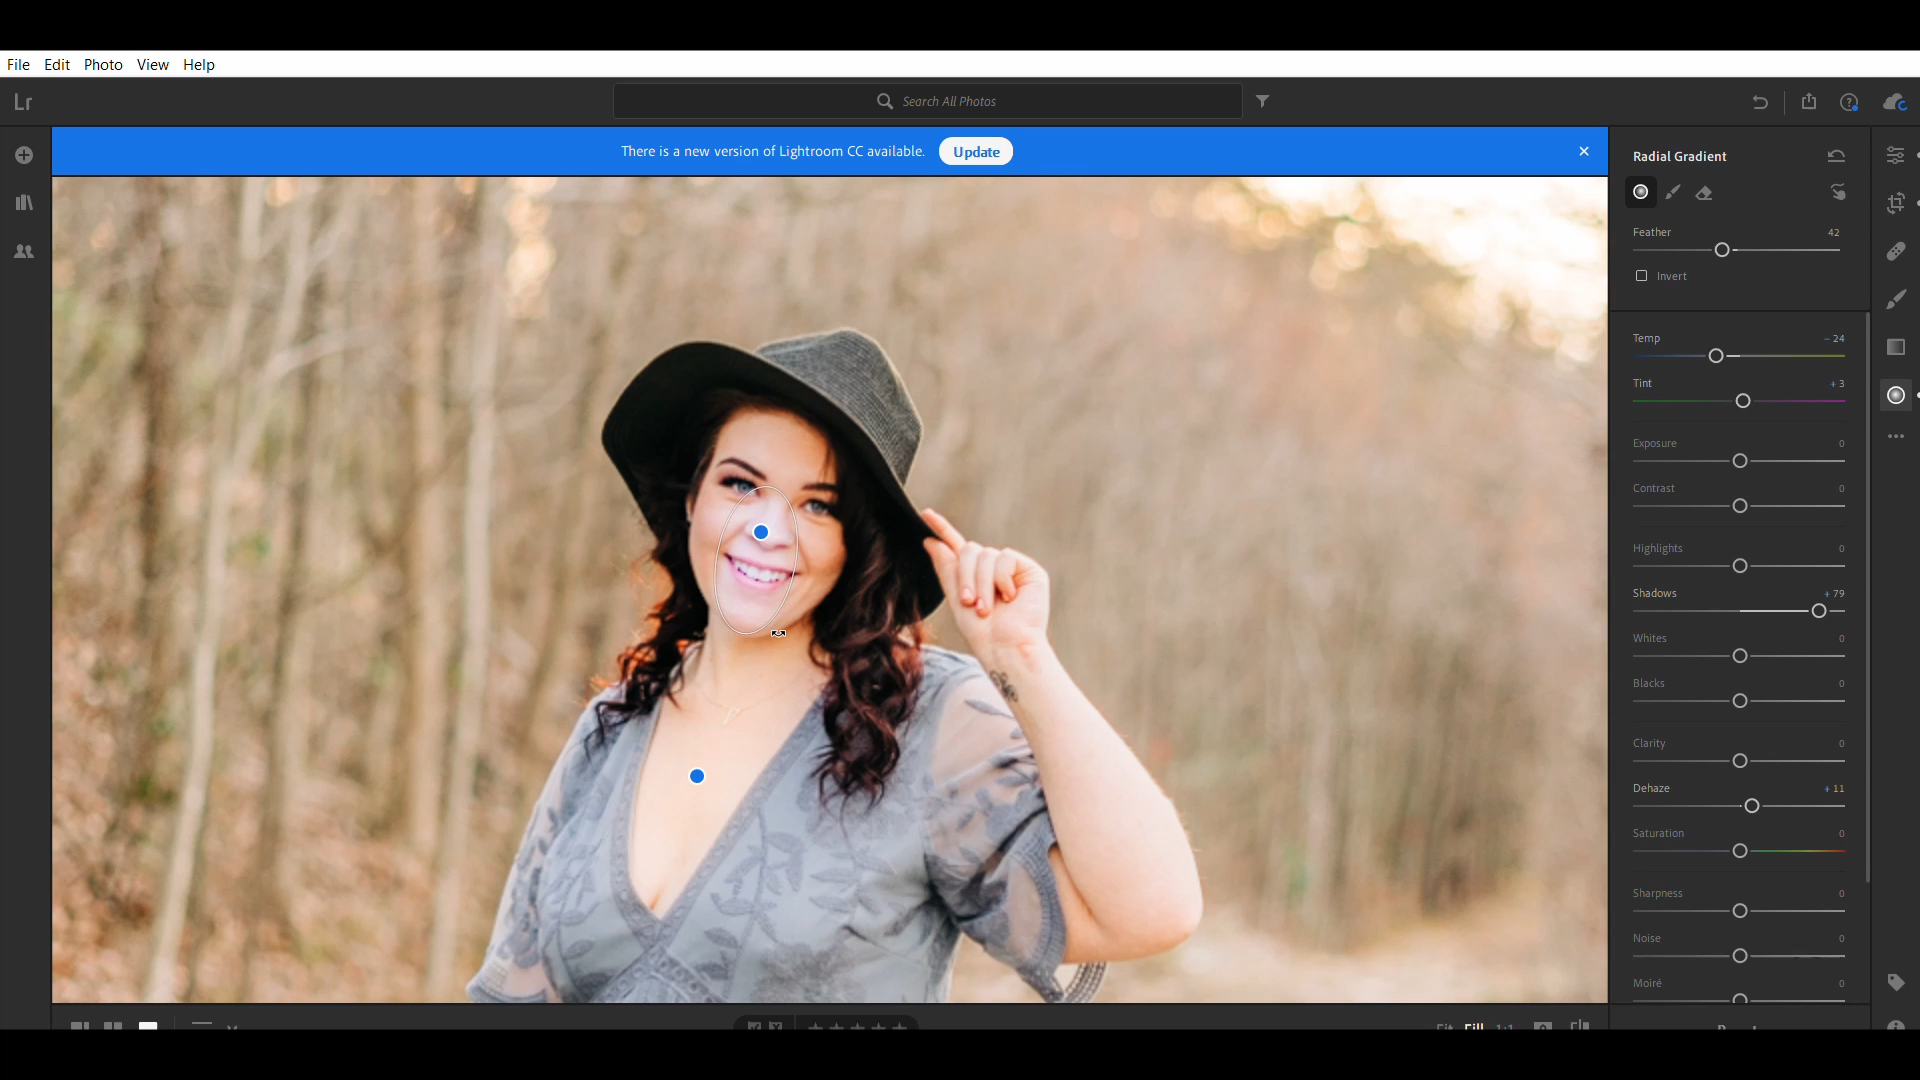 File Edit Photo View Help
Lr
Search All Photos
There is a new version of Lightroom CC available. Update
Radial Gradient
Feather 42
Invert
Temp − 24
Tint + 3
Exposure 0
Contrast 0
Highlights 0
Shadows + 79
Whites 0
Blacks 0
Clarity 0
Dehaze + 11
Saturation 0
Sharpness 0
Noise 0
Moiré 0
Fit Fill 1:1